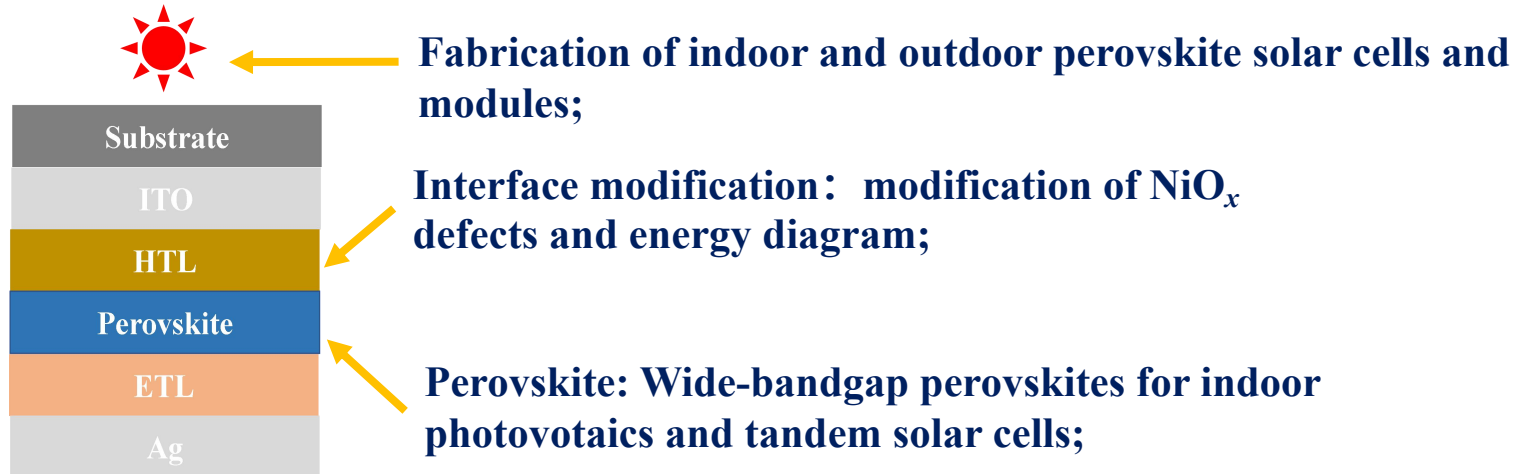 Fabrication of indoor and outdoor perovskite solar cells and
modules;
Substrate
ITO
Interface modification： modification of NiOx
defects and energy diagram;
HTL
Perovskite
ETL
Perovskite: Wide-bandgap perovskites for indoor
photovotaics and tandem solar cells;
Ag